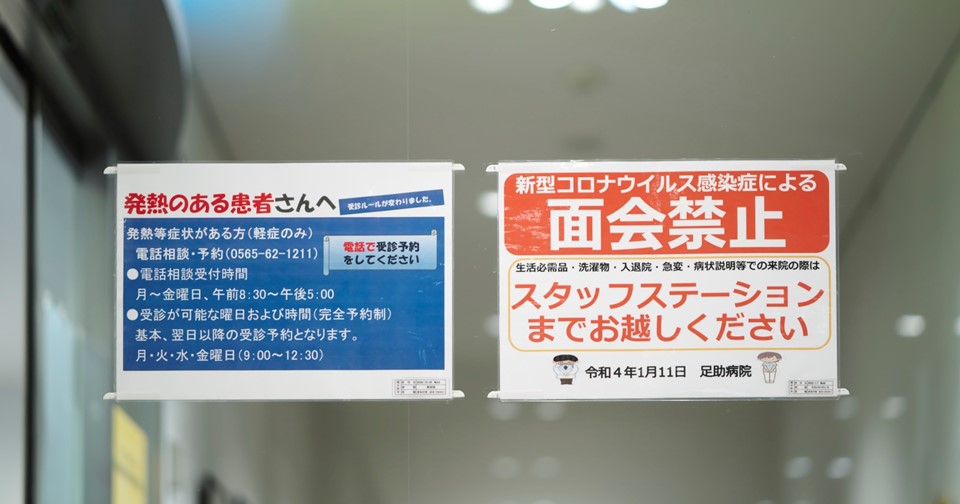 発熱のある患者さんへ
受診ルールが変わりました。
発熱等症状がある方(軽症のみ)
電話相談・予約(0565-62-1211)
電話で受診予約
をしてください
●電話相談受付時間
月~金曜日、午前8:30~午後5:00
●受診が可能な曜日および時間(完全予約制)
基本、翌日以降の受診予約となります。
月・火・水・金曜日(9:00~12:30)
新型コロナウイルス感染症による
面会禁止
生活必需品・洗濯物・入退院・急変・病状説明等での来院の際は
スタッフステーション
までお越しください
令和4年1月11日 足助病院